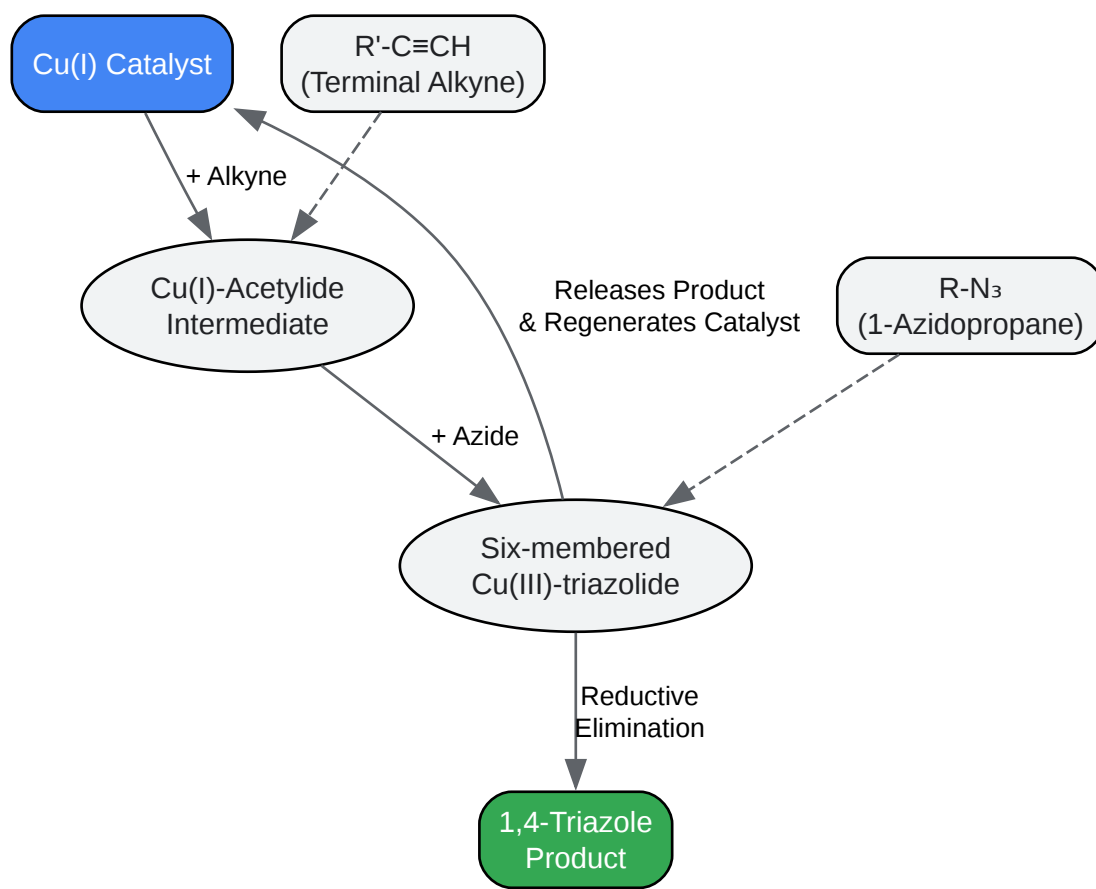 Cu(I) Catalyst
R'-C≡CH
(Terminal Alkyne)
+ Alkyne
Cu(I)-Acetylide
Intermediate
Releases Product
& Regenerates Catalyst
R-N₃
(1-Azidopropane)
+ Azide
Six-membered
Cu(III)-triazolide
Reductive
Elimination
1,4-Triazole
Product